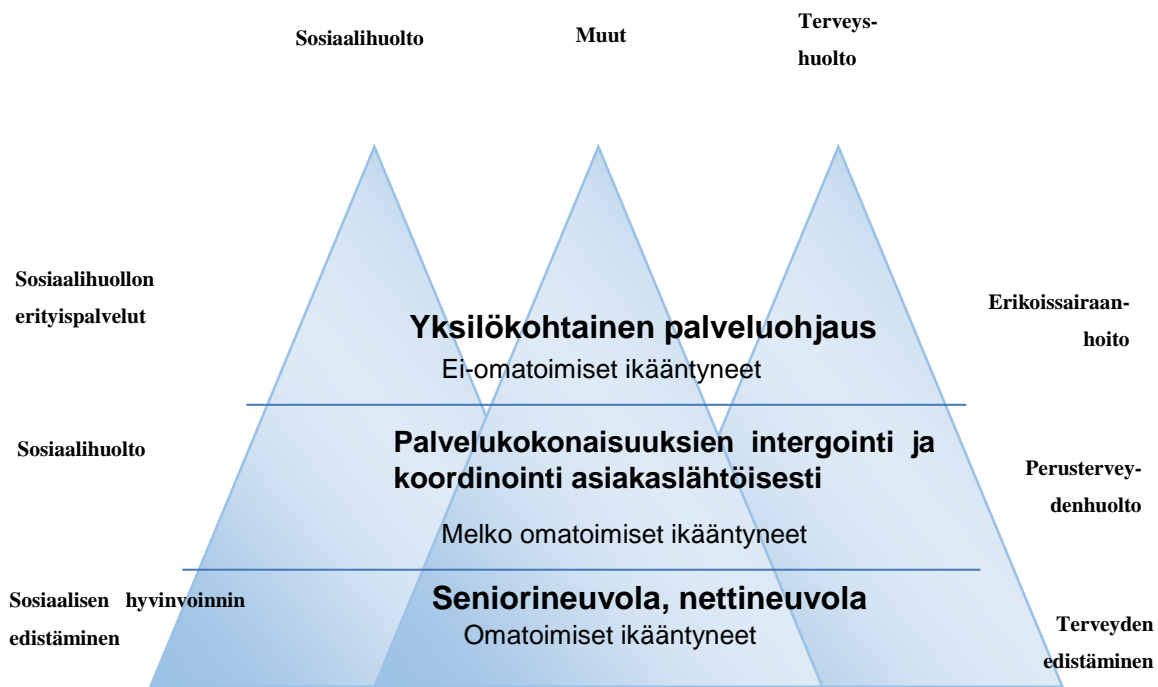 Sosiaalihuolto
Muut
Terveys-
huolto
Sosiaalihuollon
erityispalvelut
Yksilökohtainen palveluohjaus
Ei-omatoimiset ikääntyneet
Erikoissairaan-
hoito
Sosiaalihuolto
Palvelukokonaisuuksien intergointi ja
koordinointi asiakaslähtöisesti
Melko omatoimiset ikääntyneet
Perustervey-
denhuolto
Sosiaalisen hyvinvoinnin
edistäminen
Seniorineuvola, nettineuvola
Omatoimiset ikääntyneet
Terveyden
edistäminen